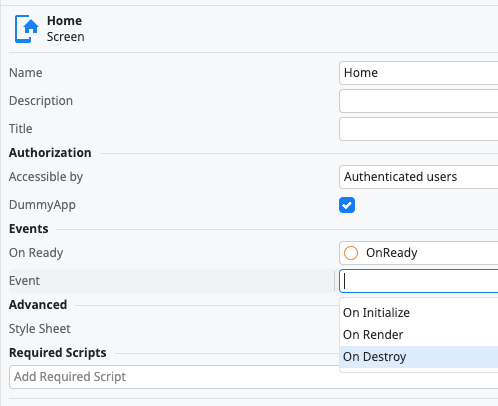 Home
Screen
Name Home
Description
Title
Authorization
Accessible by Authenticated users
DummyApp
Events
On Ready OnReady
Event
On Initialize
On Render
On Destroy
Advanced
Style Sheet
Required Scripts
Add Required Script